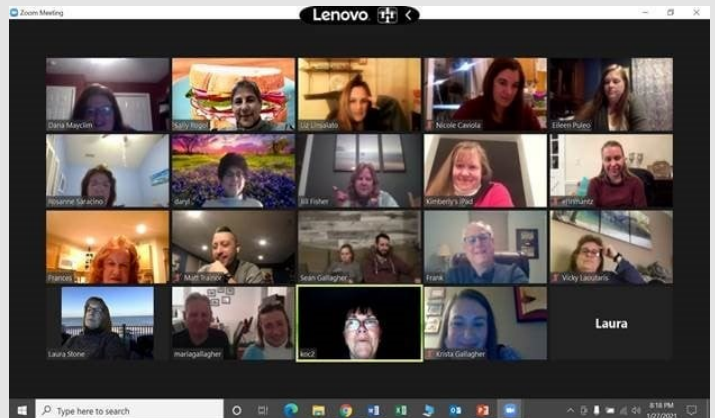 Zoom Meeting
Lenovo
Dana Mayclim
Sally Rogol
Liz Linsalato
Nicole Caviola
Eileen Puleo
Rosanne Saracino
daryl
Jill Fisher
Kimberly's iPad
erinmantz
Frances
Matt Trainor
Sean Gallagher
Frank
Vicky Laoutaris
Laura Stone
mariagallagher
koc2
Krista Gallagher
Laura
Type here to search
8:18 PM
1/27/2021